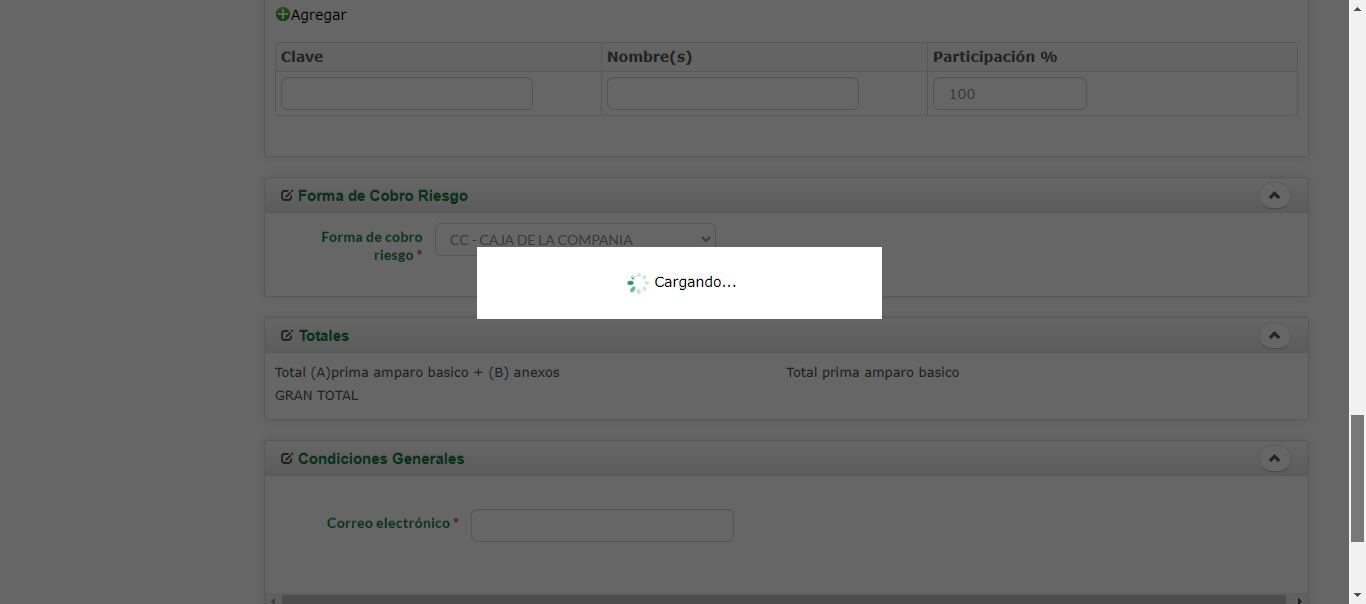 Agregar
Clave Nombre(s) Participación %
100
Forma de Cobro Riesgo
Forma de cobro riesgo * CC - CAJA DE LA COMPANIA
Cargando...
Totales
Total (A)prima amparo basico + (B) anexos Total prima amparo basico
GRAN TOTAL
Condiciones Generales
Correo electrónico *